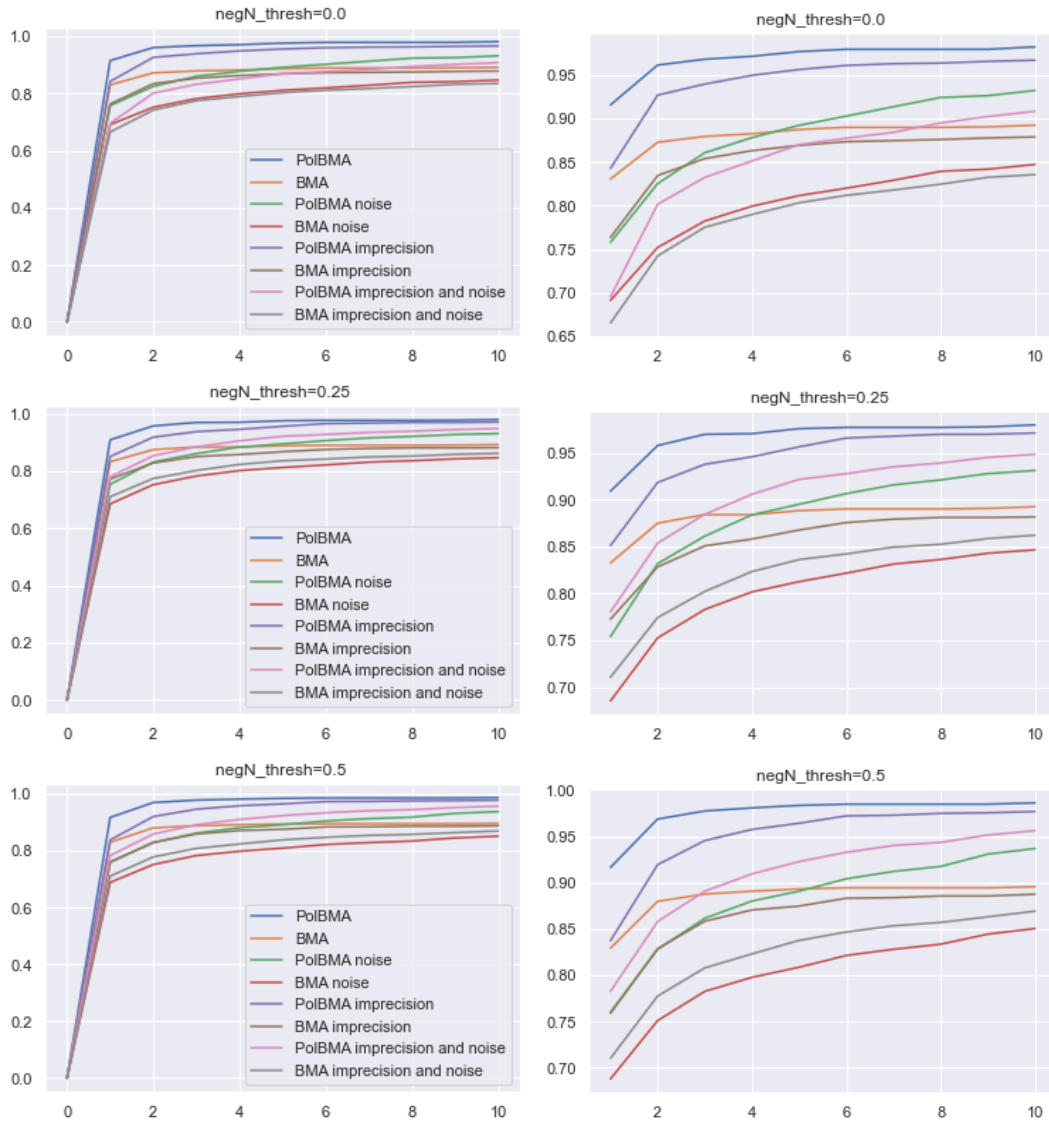 negN_thresh=0.0
1.0
0.8
0.6
0.4
0.2
0.0
PolBMA
BMA
PolBMA noise
BMA noise
PolBMA imprecision
BMA imprecision
PolBMA imprecision and noise
BMA imprecision and noise
0 2 4 6 8 10
negN_thresh=0.0
0.95
0.90
0.85
0.80
0.75
0.70
0.65
2 4 6 8 10
negN_thresh=0.25
1.0
0.8
0.6
0.4
0.2
0.0
PolBMA
BMA
PolBMA noise
BMA noise
PolBMA imprecision
BMA imprecision
PolBMA imprecision and noise
BMA imprecision and noise
0 2 4 6 8 10
negN_thresh=0.25
0.95
0.90
0.85
0.80
0.75
0.70
2 4 6 8 10
negN_thresh=0.5
1.0
0.8
0.6
0.4
0.2
0.0
PolBMA
BMA
PolBMA noise
BMA noise
PolBMA imprecision
BMA imprecision
PolBMA imprecision and noise
BMA imprecision and noise
0 2 4 6 8 10
negN_thresh=0.5
1.00
0.95
0.90
0.85
0.80
0.75
0.70
2 4 6 8 10